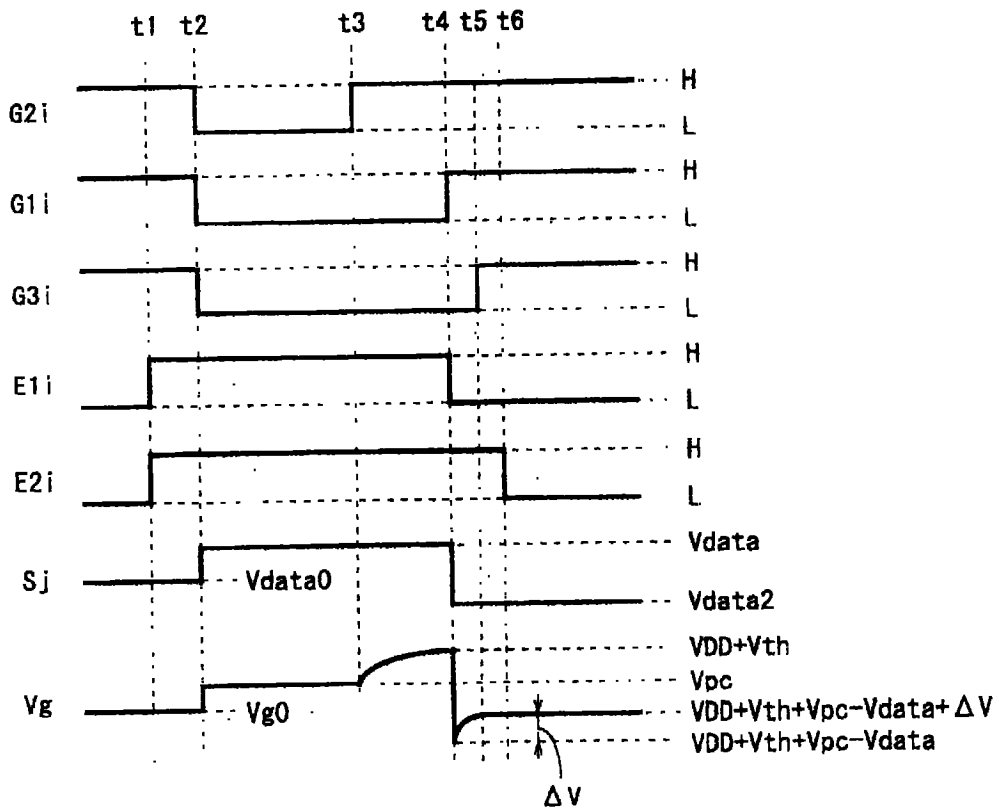 t1 t2 t3 t4 t5 t6
G2i H
L
G1i H
L
G3i H
L
E1i H
L
E2i H
L
Sj Vdata0 Vdata
Vdata2
Vg Vg0 VDD+Vth
Vpc
VDD+Vth+Vpc-Vdata+ΔV
VDD+Vth+Vpc-Vdata
ΔV